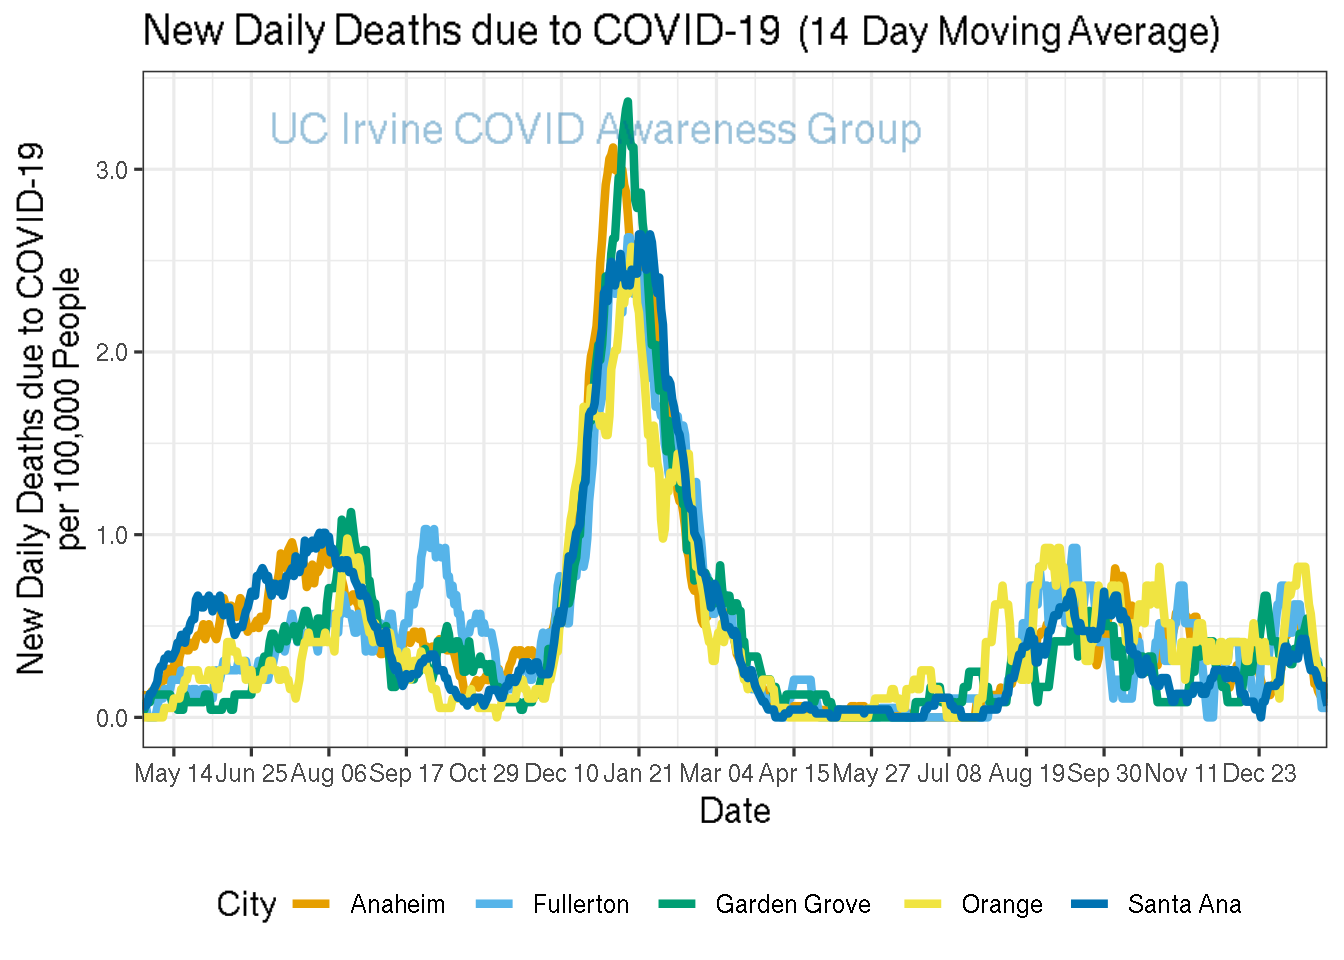 New Daily Deaths due to COVID-19 (14 Day Moving Average)
UC Irvine COVID Awareness Group
New Daily Deaths due to COVID-19
per 100,000 People
3.0
2.0
1.0
0.0
May 14 Jun 25 Aug 06 Sep 17 Oct 29 Dec 10 Jan 21 Mar 04 Apr 15 May 27 Jul 08 Aug 19 Sep 30 Nov 11 Dec 23
Date
City Anaheim Fullerton Garden Grove Orange Santa Ana